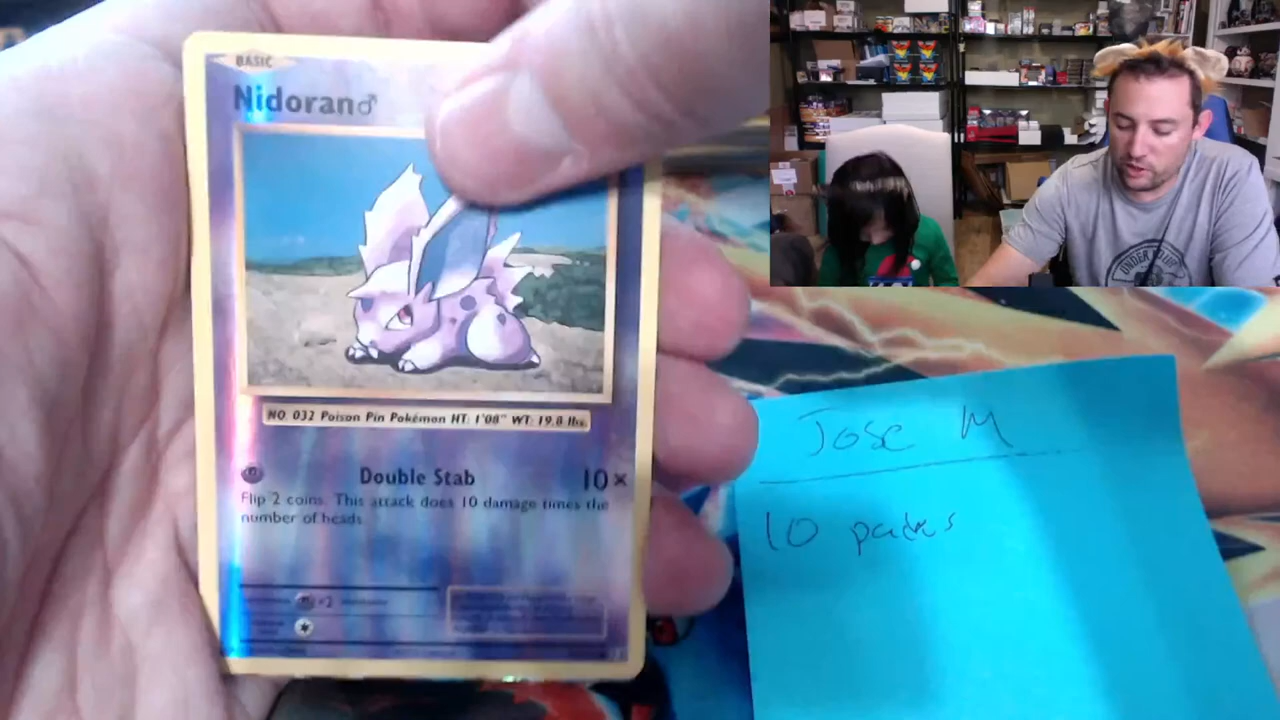 BASIC
Nidoran♂
NO. 032 Poison Pin Pokémon HT: 1'08" WT: 19.8 lbs.
Double Stab 10×
Flip 2 coins. This attack does 10 damage times the
number of heads.
×2
Jose M
10 packs